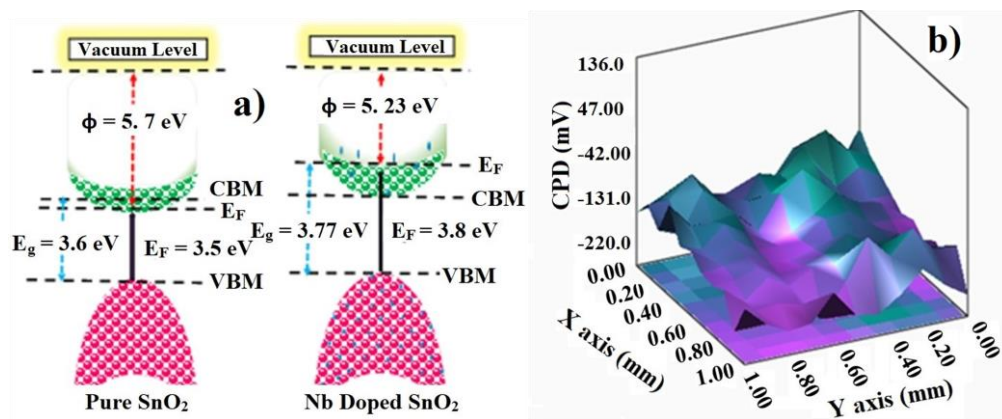 Vacuum Level
ϕ = 5. 7 eV
CBM
E_F
E_g = 3.6 eV
E_F = 3.5 eV
VBM
Pure SnO₂
a)
Vacuum Level
ϕ = 5. 23 eV
E_F
CBM
E_g = 3.77 eV
E_F = 3.8 eV
VBM
Nb Doped SnO₂
b)
CPD (mV)
136.0
47.00
-42.00
-131.0
-220.0
0.00
0.20
0.40
0.60
0.80
1.00
X axis (mm)
1.00
0.80
0.60
0.40
0.20
0.00
Y axis (mm)